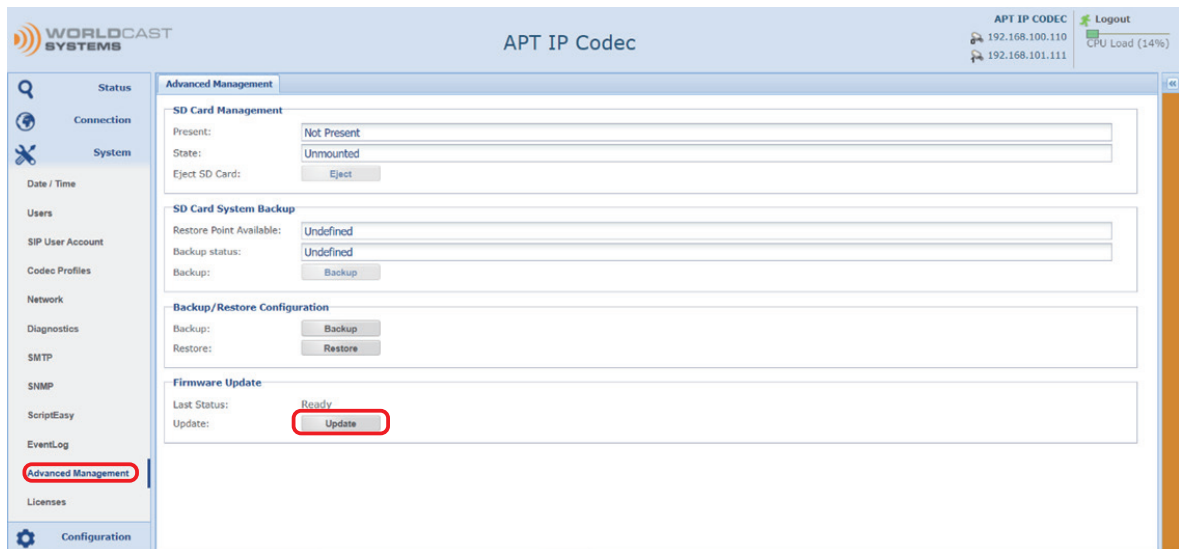 WORLDCAST
SYSTEMS
APT IP Codec
APT IP CODEC
192.168.100.110
192.168.101.111
Logout
CPU Load (14%)
Status
Connection
System
Date / Time
Users
SIP User Account
Codec Profiles
Network
Diagnostics
SMTP
SNMP
ScriptEasy
EventLog
Advanced Management
Licenses
Configuration
Advanced Management
SD Card Management
Present: Not Present
State: Unmounted
Eject SD Card: Eject
SD Card System Backup
Restore Point Available: Undefined
Backup status: Undefined
Backup: Backup
Backup/Restore Configuration
Backup: Backup
Restore: Restore
Firmware Update
Last Status: Ready
Update: Update